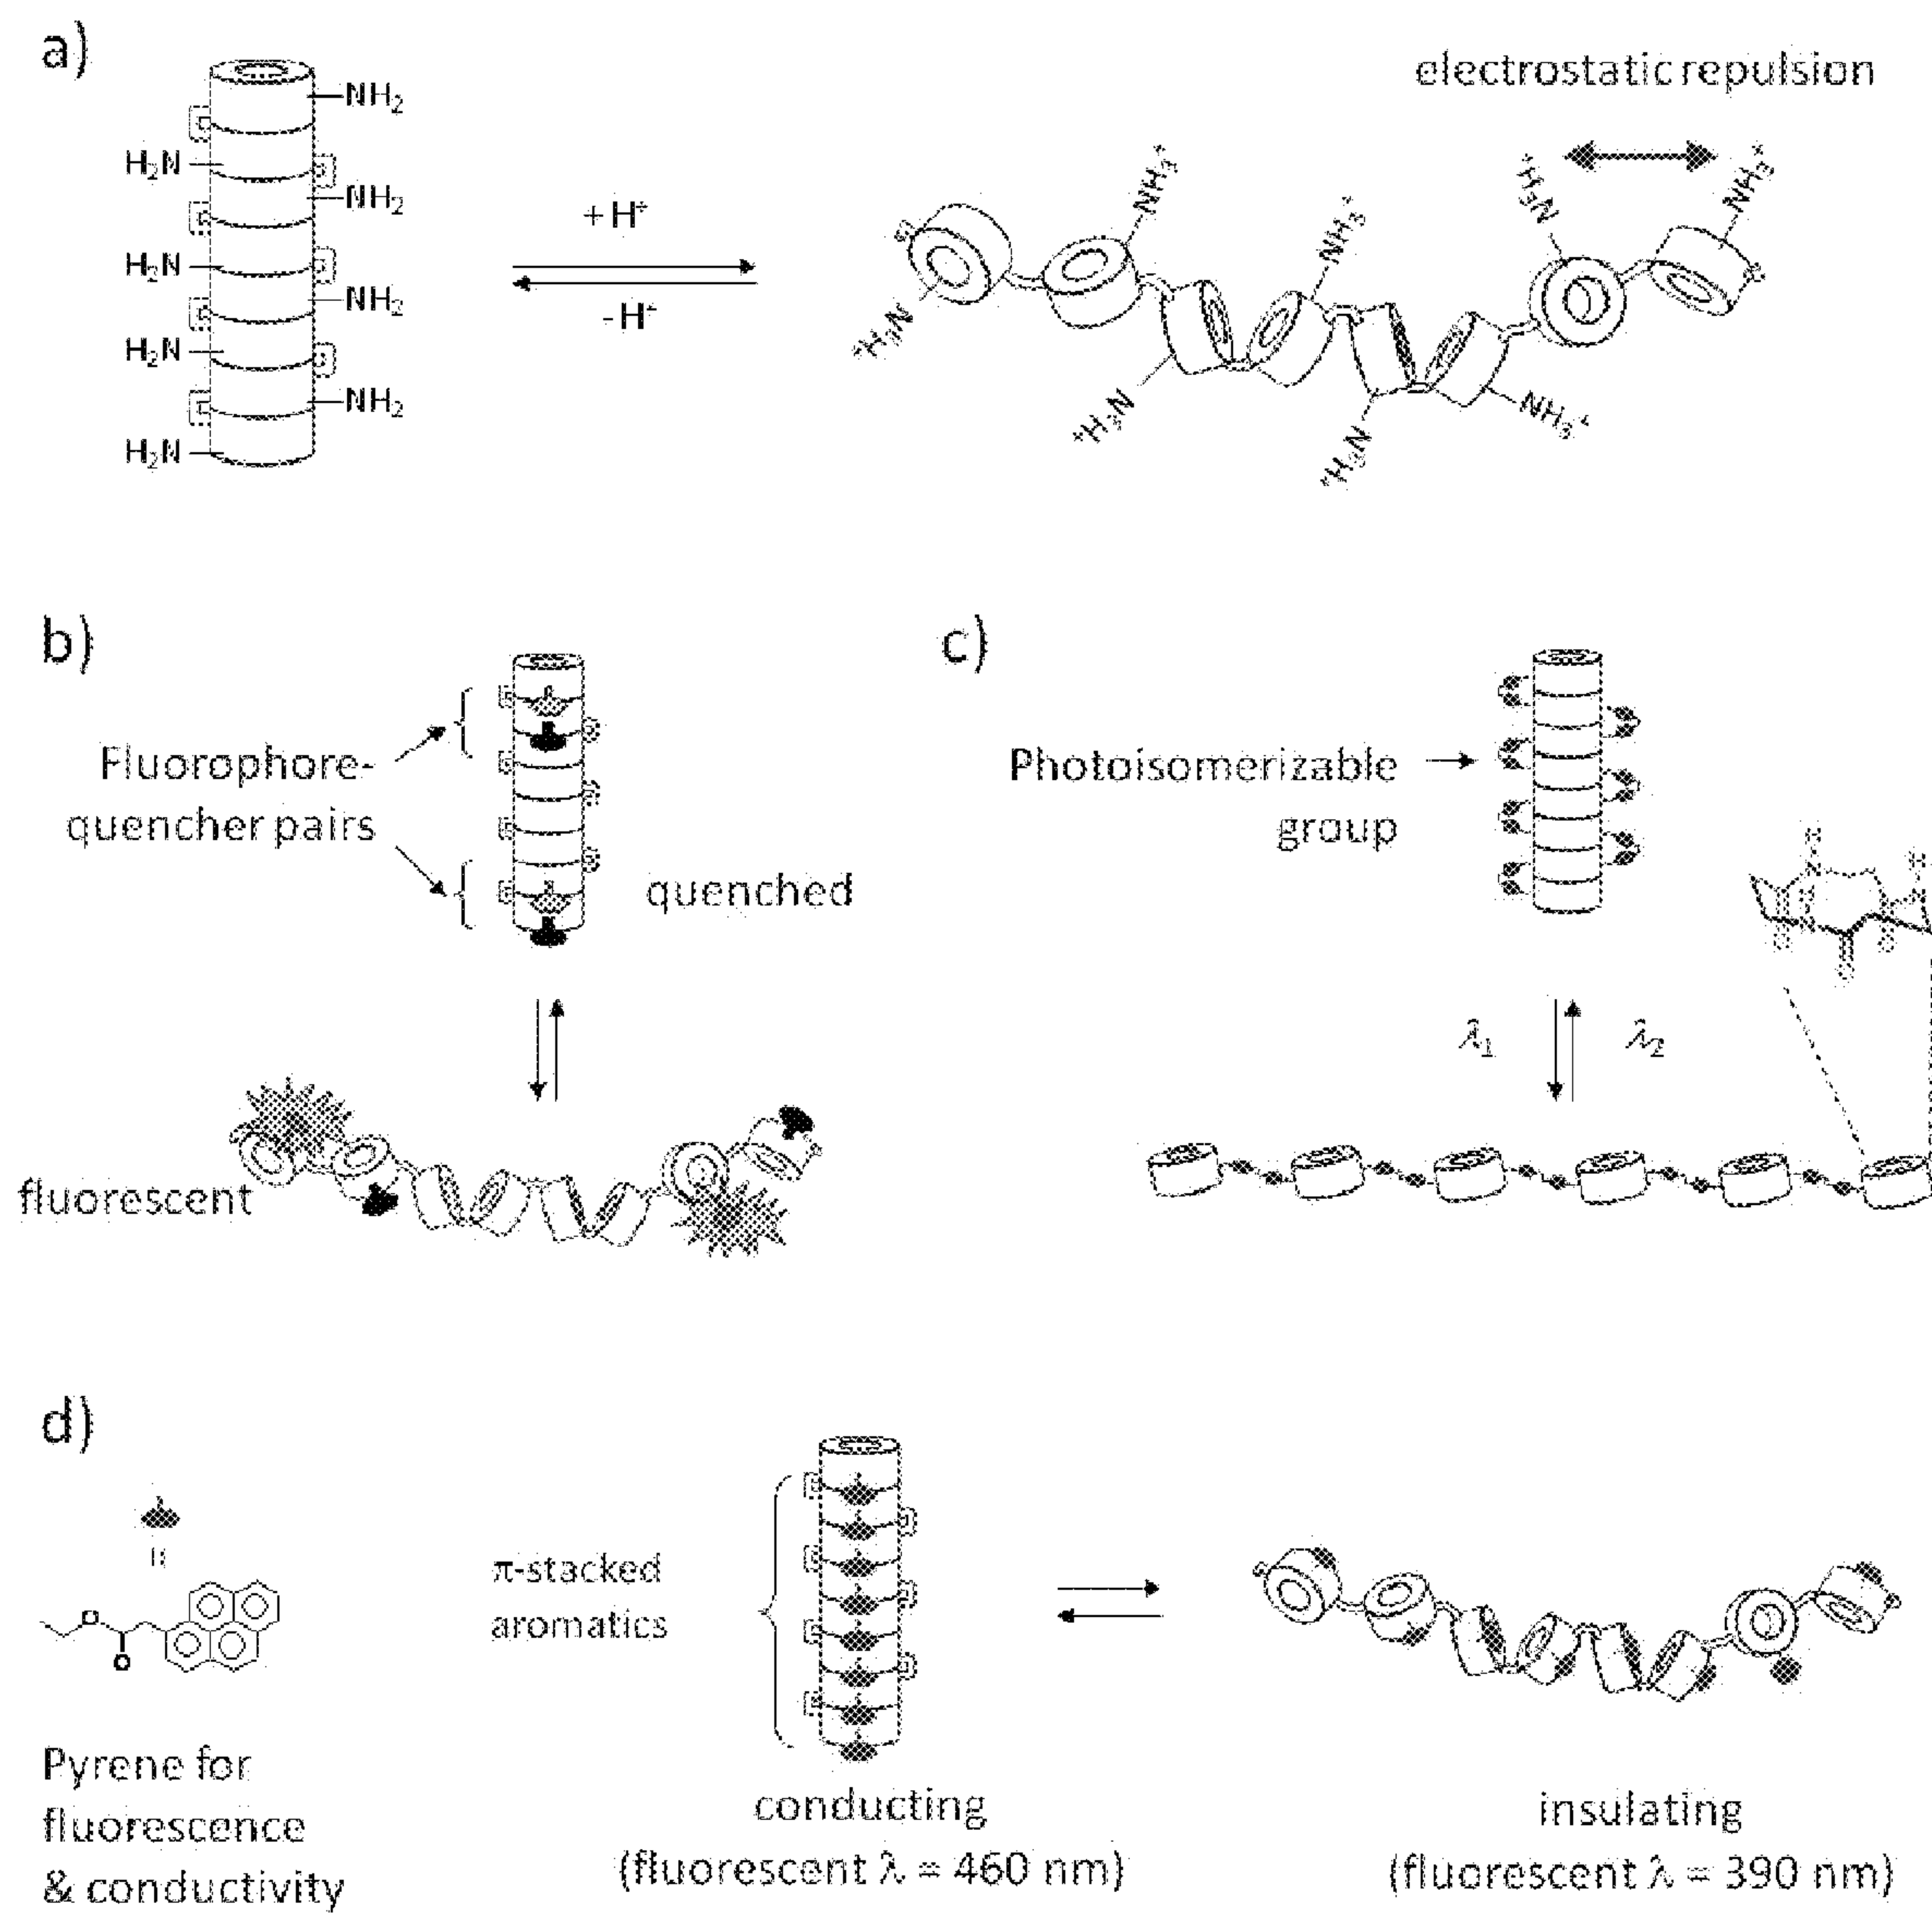 a)
electrostatic repulsion
NH2
H2N
NH2
H2N
NH2
H2N
NH2
H2N
+H+
-H+
NH3+
NH3+
+H3N
NH3+
+H3N
+H3N
+H3N
NH3+
b)
Fluorophore-
quencher pairs
quenched
fluorescent
c)
Photoisomerizable
group
λ1
λ2
d)
O
O
Pyrene for
fluorescence
& conductivity
π-stacked
aromatics
conducting
(fluorescent λ = 460 nm)
insulating
(fluorescent λ = 390 nm)